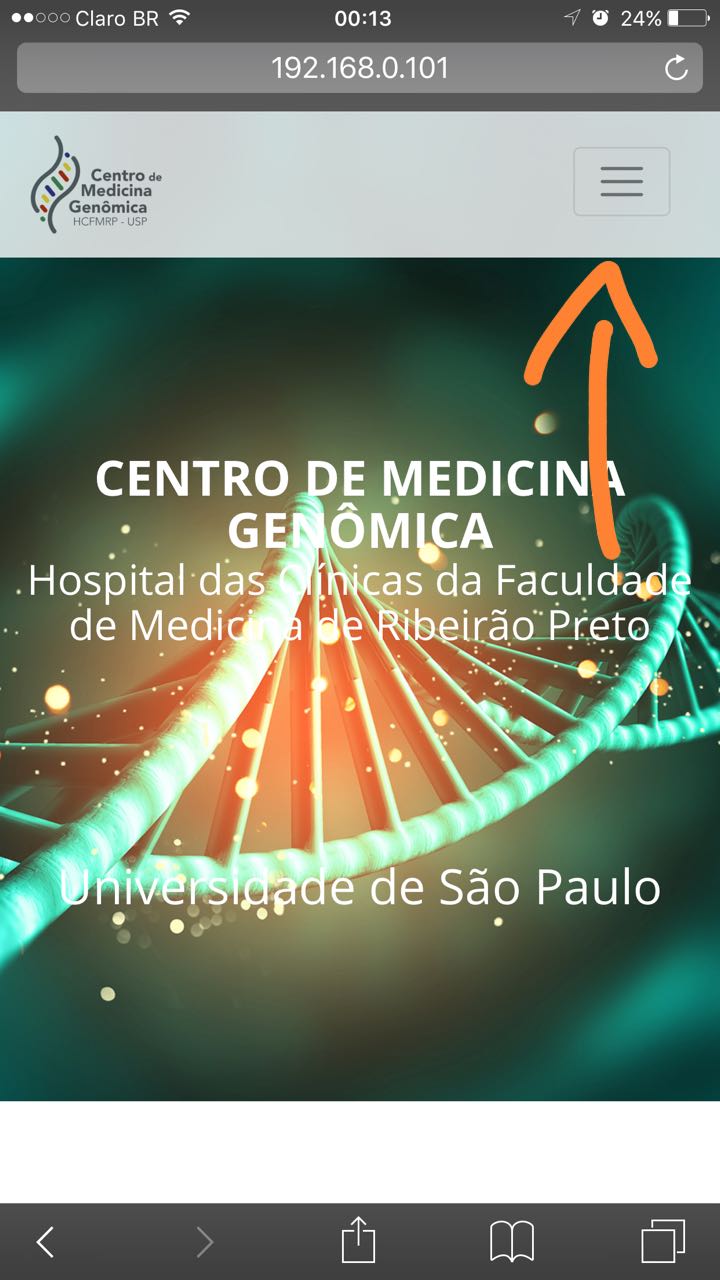 Claro BR 00:13 24%
192.168.0.101
Centro de
Medicina
Genômica
HCFMRP - USP
CENTRO DE MEDICINA
GENÔMICA
Hospital das Clínicas da Faculdade
de Medicina de Ribeirão Preto
Universidade de São Paulo